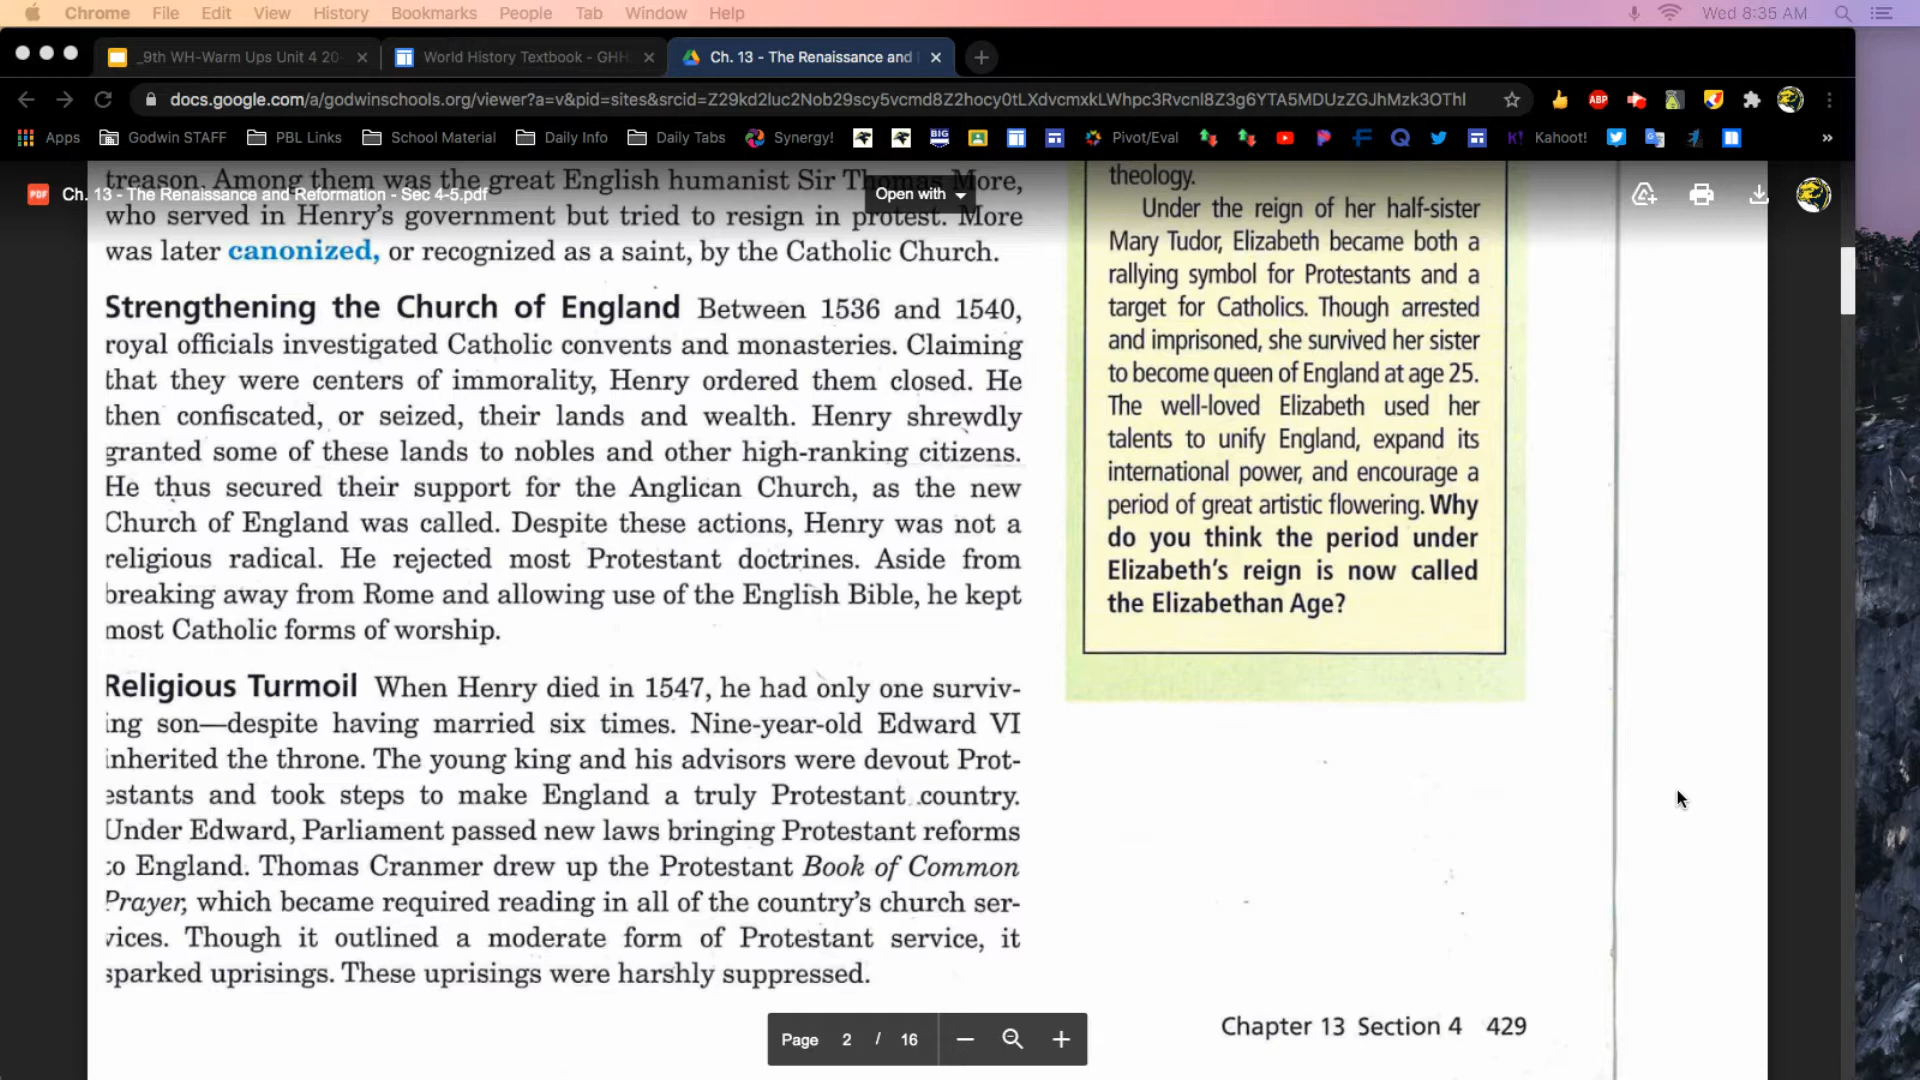 Chrome File Edit View History Bookmarks People Tab Window Help Wed 8:35 AM
_9th WH-Warm Ups Unit 4 20- World History Textbook - GHH Ch. 13 - The Renaissance and
docs.google.com/a/godwinschools.org/viewer?a=v&pid=sites&srcid=Z29kd2luc2Nob29scy5vcmd8Z2hocy0tLXdvcmxkLWhpc3Rvcnl8Z3g6YTA5MDUzZGJhMzk3OThl ABP
Apps Godwin STAFF PBL Links School Material Daily Info Daily Tabs Synergy! BIG Pivot/Eval Kahoot! »
PDF Ch. 13 - The Renaissance and Reformation - Sec 4-5.pdf Open with
treason. Among them was the great English humanist Sir Thomas More,
who served in Henry's government but tried to resign in protest. More
was later canonized, or recognized as a saint, by the Catholic Church.
Strengthening the Church of England Between 1536 and 1540,
royal officials investigated Catholic convents and monasteries. Claiming
that they were centers of immorality, Henry ordered them closed. He
then confiscated, or seized, their lands and wealth. Henry shrewdly
granted some of these lands to nobles and other high-ranking citizens.
He thus secured their support for the Anglican Church, as the new
Church of England was called. Despite these actions, Henry was not a
religious radical. He rejected most Protestant doctrines. Aside from
breaking away from Rome and allowing use of the English Bible, he kept
most Catholic forms of worship.
Religious Turmoil When Henry died in 1547, he had only one surviv-
ing son—despite having married six times. Nine-year-old Edward VI
inherited the throne. The young king and his advisors were devout Prot-
estants and took steps to make England a truly Protestant country.
Under Edward, Parliament passed new laws bringing Protestant reforms
to England. Thomas Cranmer drew up the Protestant Book of Common
Prayer, which became required reading in all of the country's church ser-
vices. Though it outlined a moderate form of Protestant service, it
sparked uprisings. These uprisings were harshly suppressed.
theology.
Under the reign of her half-sister
Mary Tudor, Elizabeth became both a
rallying symbol for Protestants and a
target for Catholics. Though arrested
and imprisoned, she survived her sister
to become queen of England at age 25.
The well-loved Elizabeth used her
talents to unify England, expand its
international power, and encourage a
period of great artistic flowering. Why
do you think the period under
Elizabeth's reign is now called
the Elizabethan Age?
Chapter 13 Section 4 429
Page 2 / 16